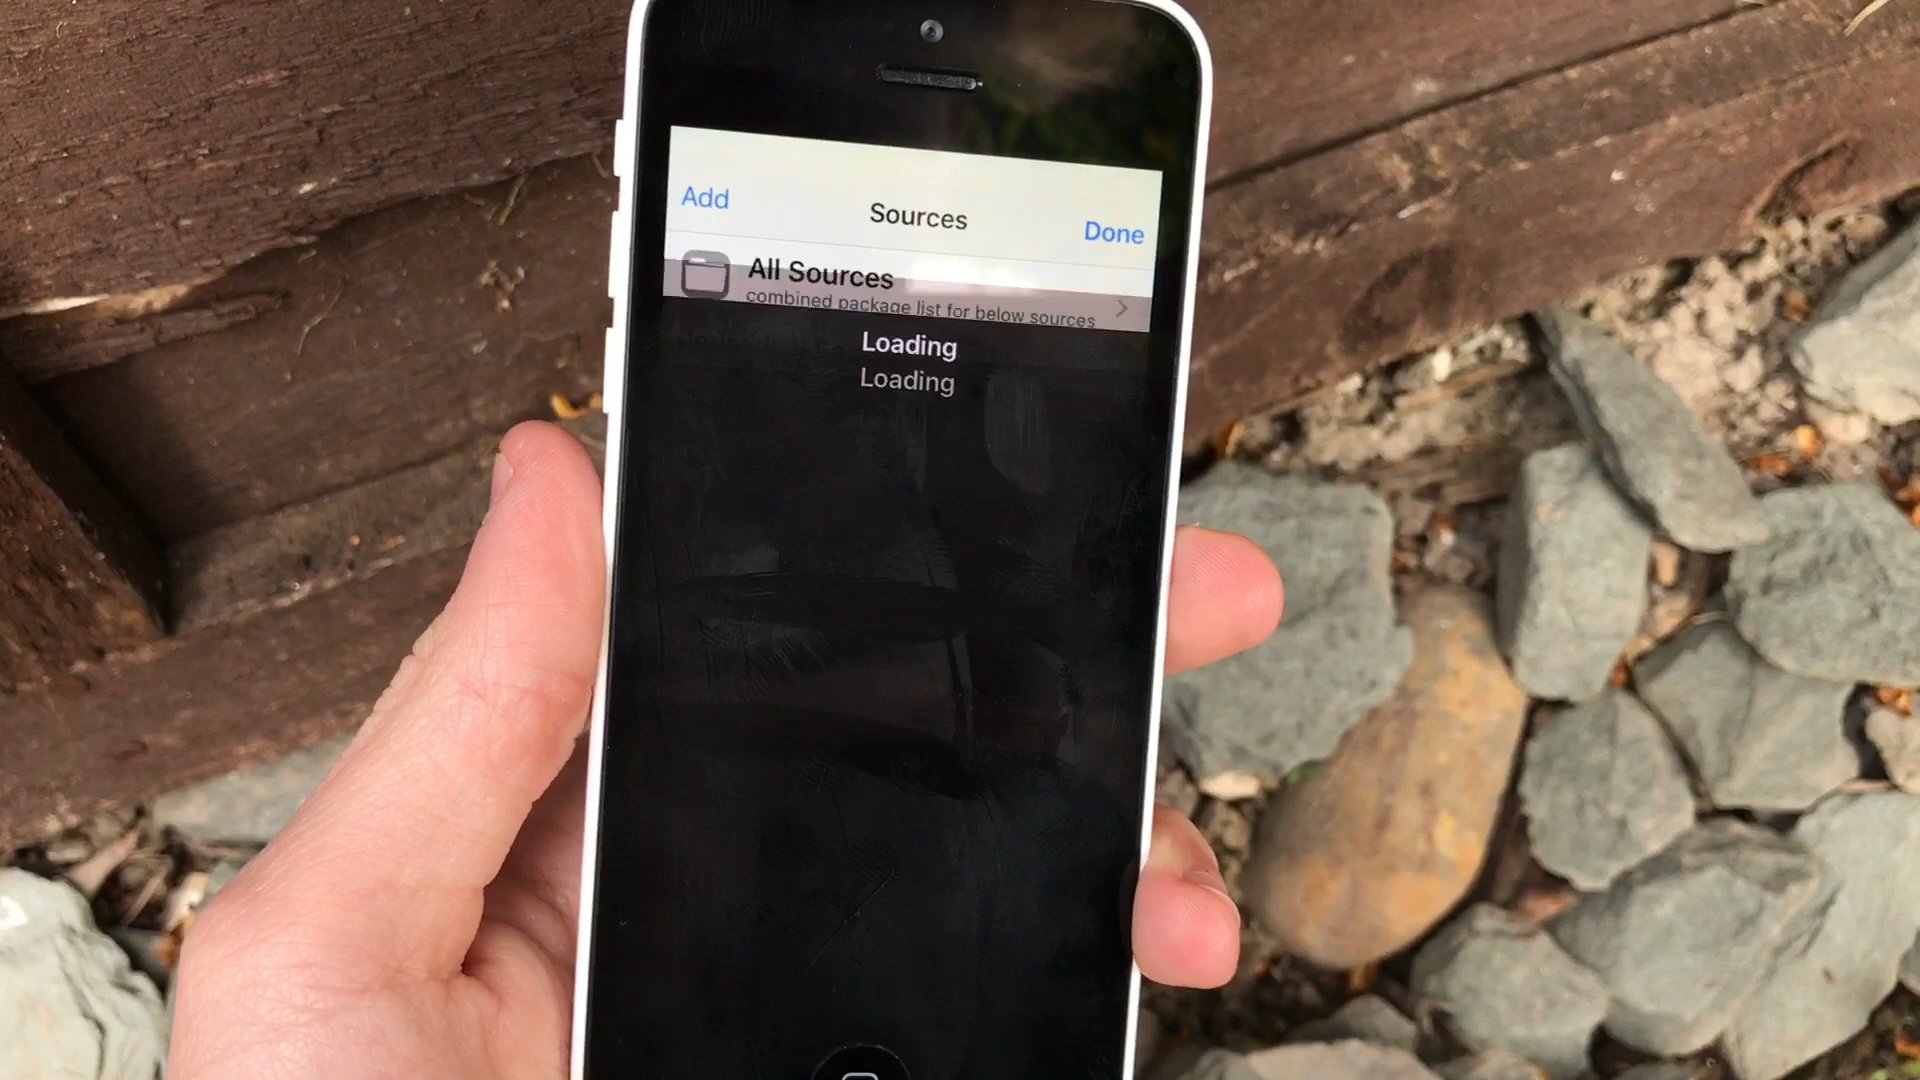 Add
Sources
Done
All Sources
combined package list for below sources
Loading
Loading